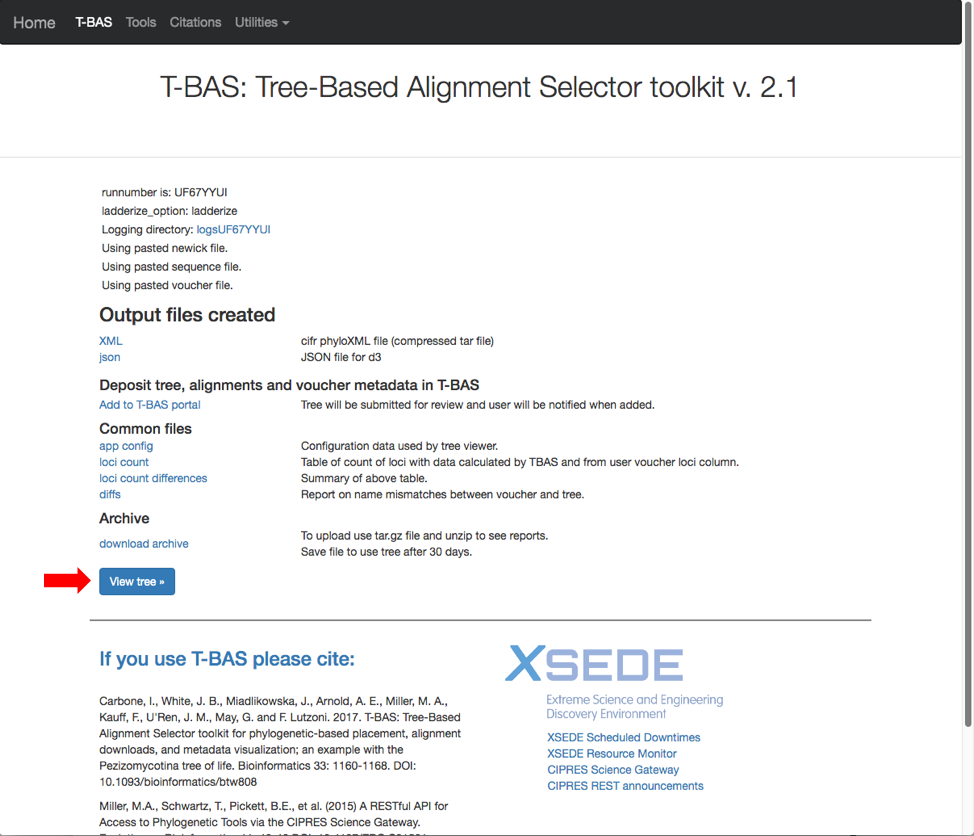 Home T-BAS Tools Citations Utilities
T-BAS: Tree-Based Alignment Selector toolkit v. 2.1
runnumber is: UF67YYUI
ladderize_option: ladderize
Logging directory: logsUF67YYUI
Using pasted newick file.
Using pasted sequence file.
Using pasted voucher file.
Output files created
XML cifr phyloXML file (compressed tar file)
json JSON file for d3
Deposit tree, alignments and voucher metadata in T-BAS
Add to T-BAS portal Tree will be submitted for review and user will be notified when added.
Common files
app config Configuration data used by tree viewer.
loci count Table of count of loci with data calculated by TBAS and from user voucher loci column.
loci count differences Summary of above table.
diffs Report on name mismatches between voucher and tree.
Archive
download archive To upload use tar.gz file and unzip to see reports.
Save file to use tree after 30 days.
View tree »
If you use T-BAS please cite:
Carbone, I., White, J. B., Miadlikowska, J., Arnold, A. E., Miller, M. A.,
Kauff, F., U'Ren, J. M., May, G. and F. Lutzoni. 2017. T-BAS: Tree-Based
Alignment Selector toolkit for phylogenetic-based placement, alignment
downloads, and metadata visualization; an example with the
Pezizomycotina tree of life. Bioinformatics 33: 1160-1168. DOI:
10.1093/bioinformatics/btw808
Miller, M.A., Schwartz, T., Pickett, B.E., et al. (2015) A RESTful API for
Access to Phylogenetic Tools via the CIPRES Science Gateway.
XSEDE
Extreme Science and Engineering
Discovery Environment
XSEDE Scheduled Downtimes
XSEDE Resource Monitor
CIPRES Science Gateway
CIPRES REST announcements